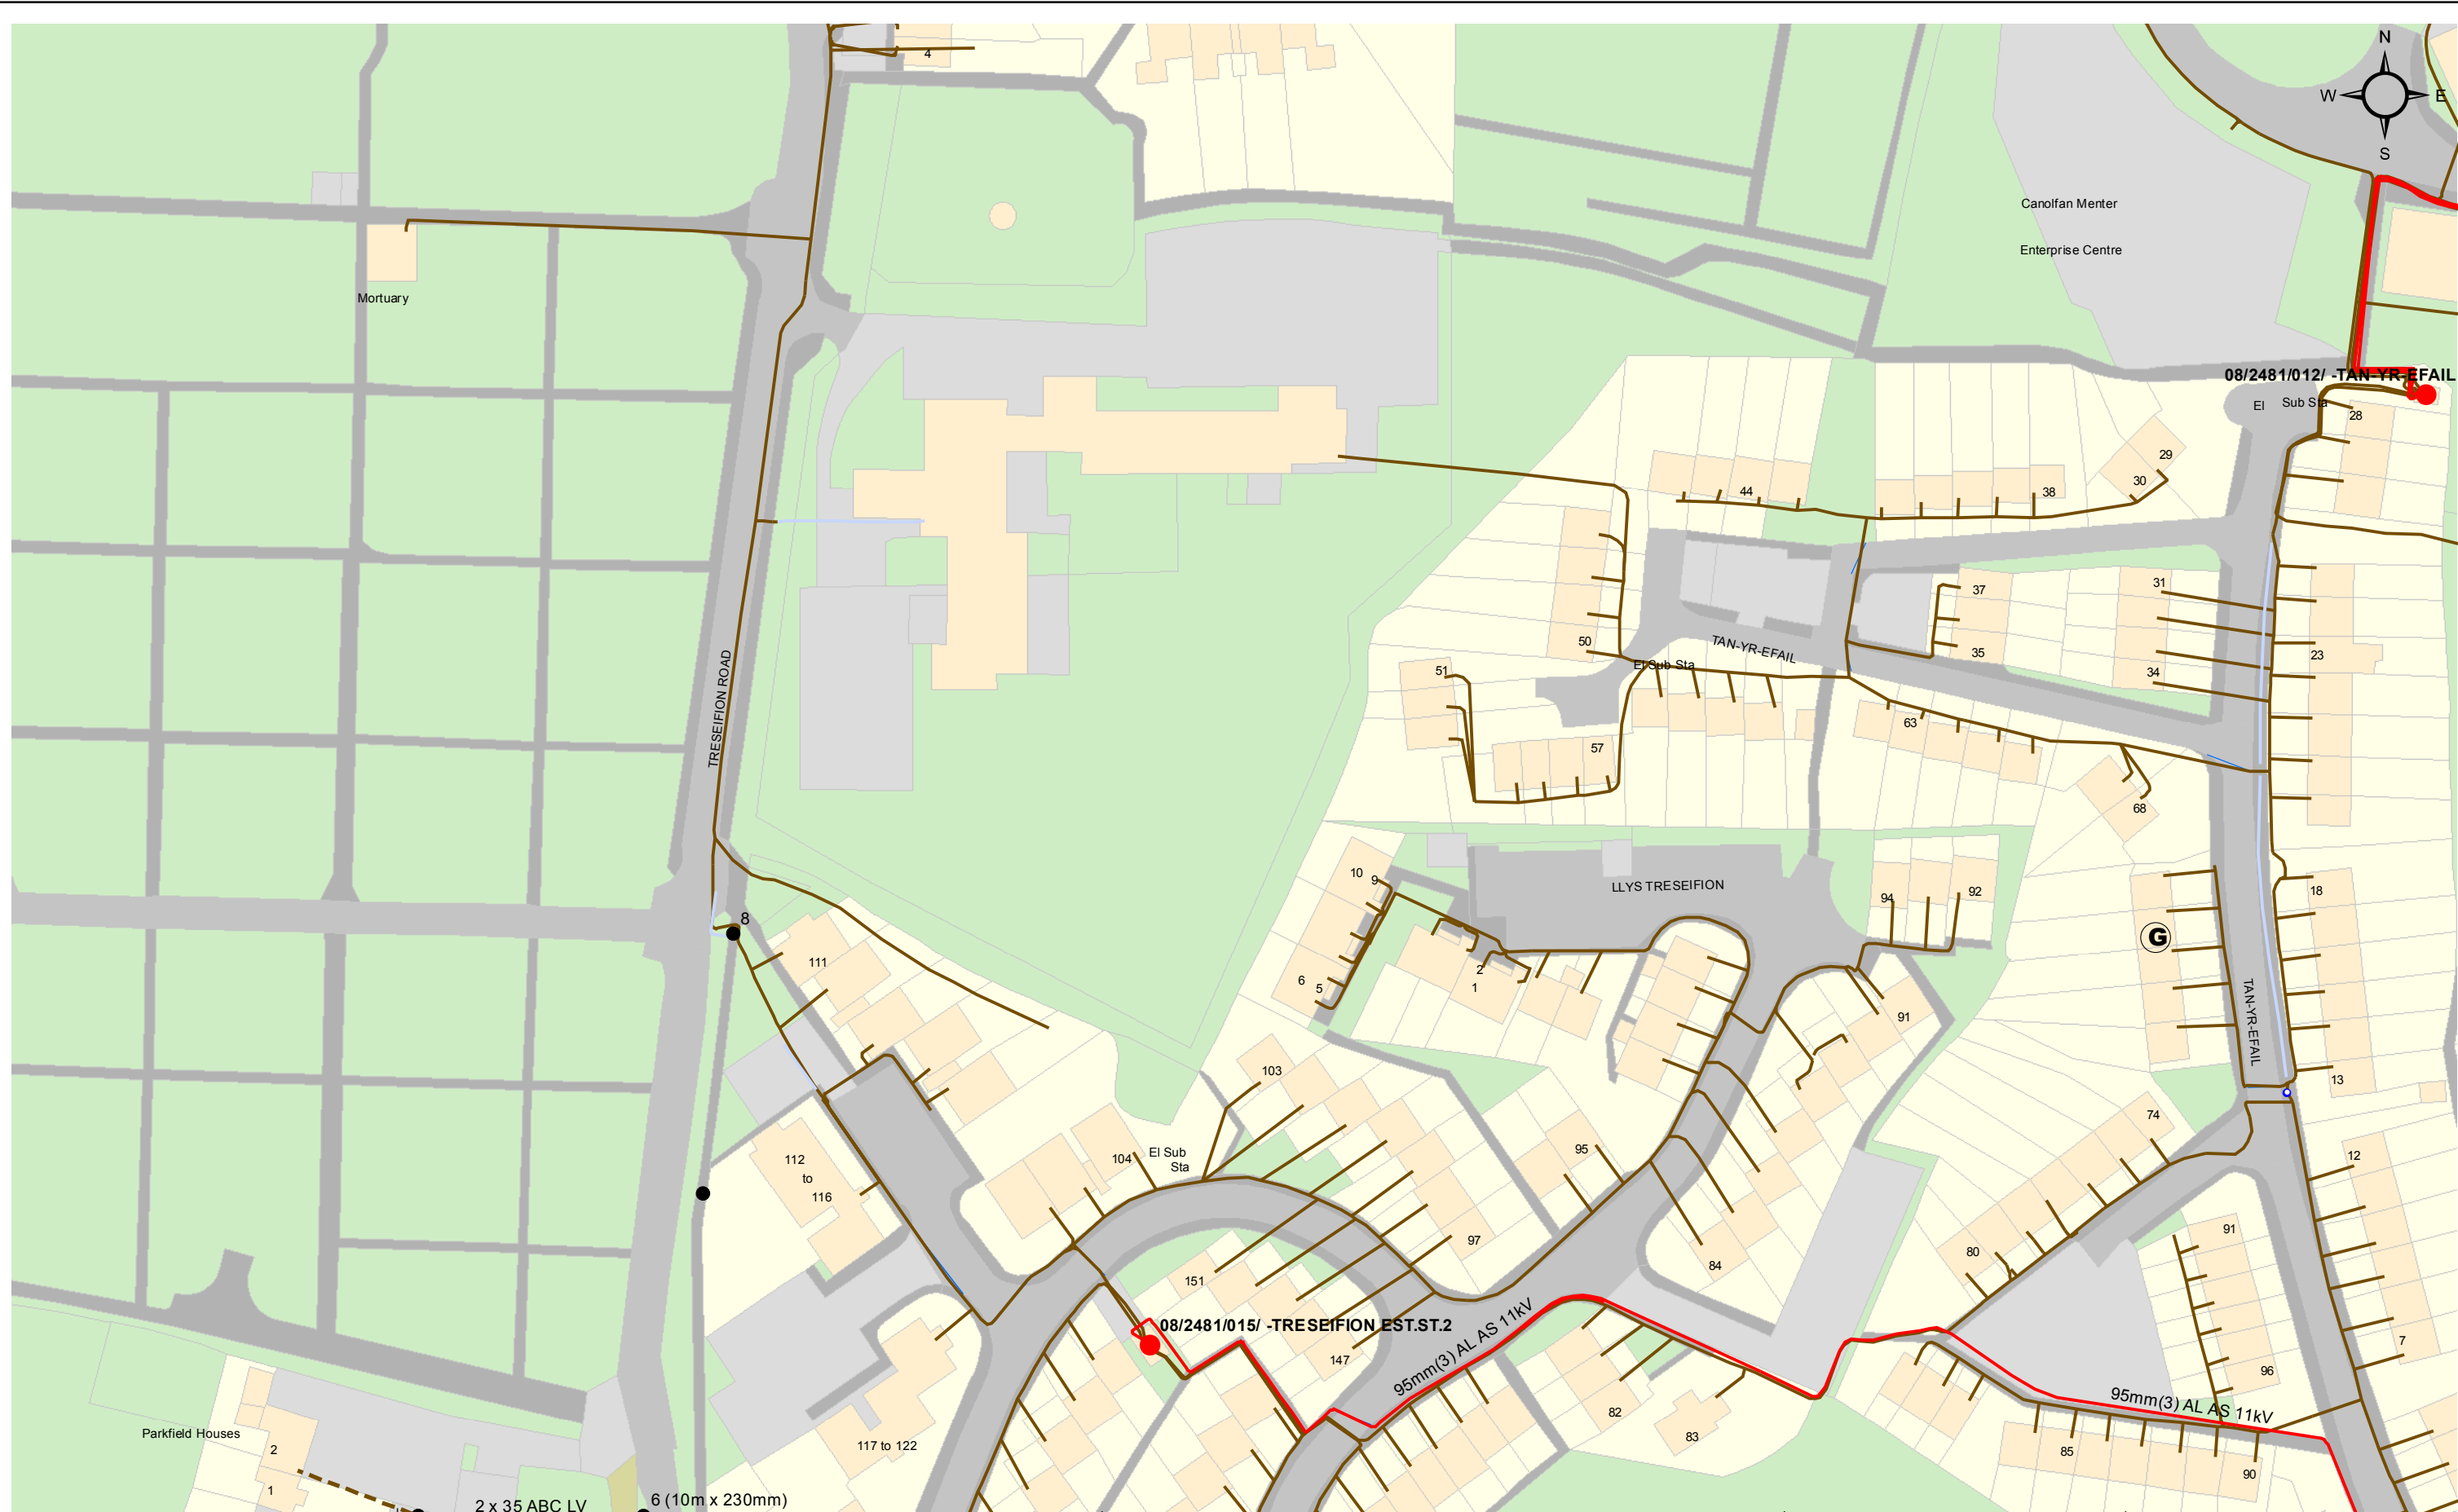 4
N
W
E
S
Canolfan Menter
Enterprise Centre
Mortuary
08/2481/012/ -TAN-YR-EFAIL
El
Sub Sta
28
29
30
44
38
37
31
TRESEIFION ROAD
50
TAN-YR-EFAIL
35
23
51
El Sub Sta
34
63
57
68
10
9
LLYS TRESEIFION
94
92
18
8
G
111
6
5
2
1
91
TAN-YR-EFAIL
103
13
74
112
to
116
104
El Sub
Sta
95
12
97
84
80
91
151
08/2481/015/ -TRESEIFION EST.ST.2
147
95mm(3) AL AS 11kV
7
96
82
83
95mm(3) AL AS 11kV
Parkfield Houses
2
117 to 122
85
90
1
2 x 35 ABC LV
6 (10m x 230mm)